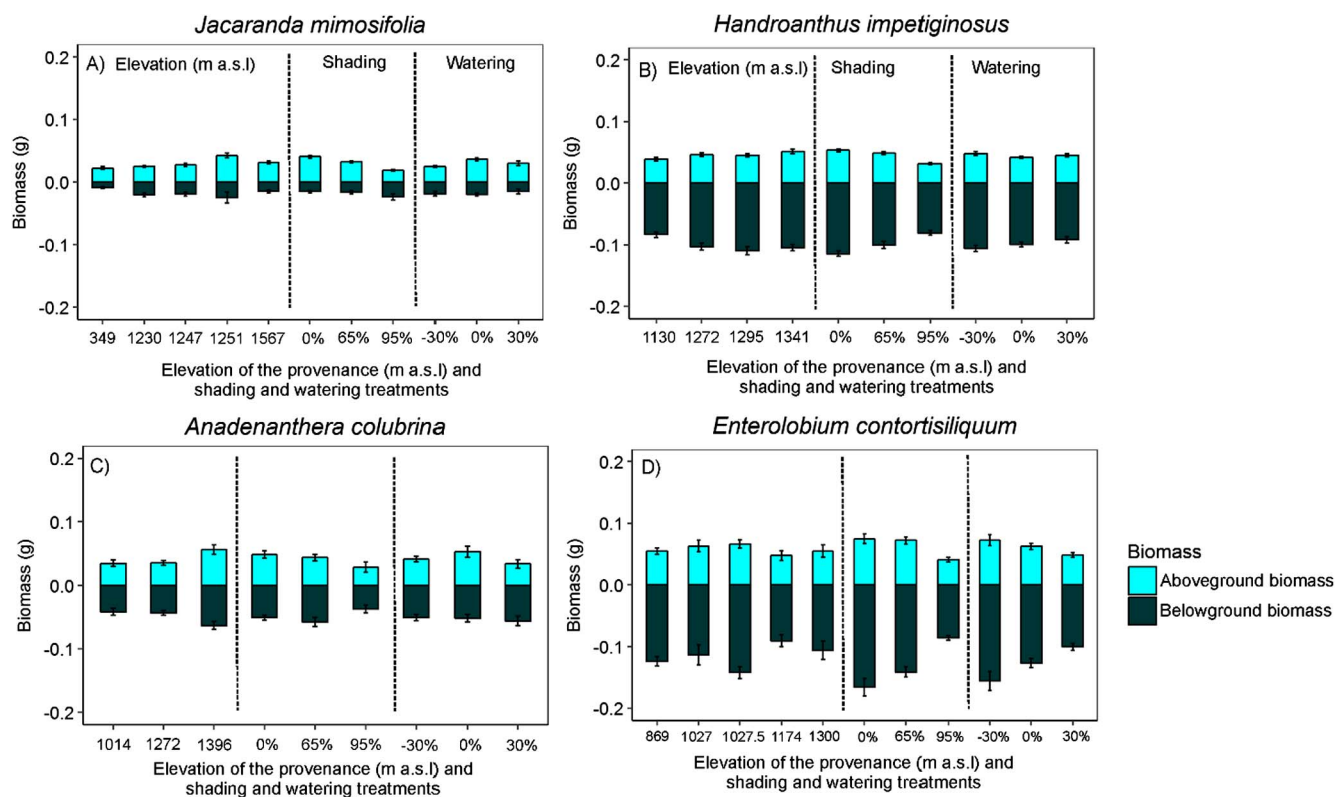 Jacaranda mimosifolia
A) Elevation (m a.s.l) Shading Watering
Biomass (g)
0.2
0.1
0.0
-0.1
-0.2
349 1230 1247 1251 1567 0% 65% 95% -30% 0% 30%
Elevation of the provenance (m a.s.l) and
shading and watering treatments
Handroanthus impetiginosus
B) Elevation (m a.s.l) Shading Watering
Biomass (g)
0.2
0.1
0.0
-0.1
-0.2
1130 1272 1295 1341 0% 65% 95% -30% 0% 30%
Elevation of the provenance (m a.s.l) and
shading and watering treatments
Anadenanthera colubrina
C)
Biomass (g)
0.2
0.1
0.0
-0.1
-0.2
1014 1272 1396 0% 65% 95% -30% 0% 30%
Elevation of the provenance (m a.s.l) and
shading and watering treatments
Enterolobium contortisiliquum
D)
Biomass (g)
0.2
0.1
0.0
-0.1
-0.2
869 1027 1027.5 1174 1300 0% 65% 95% -30% 0% 30%
Elevation of the provenance (m a.s.l) and
shading and watering treatments
Biomass
Aboveground biomass
Belowground biomass